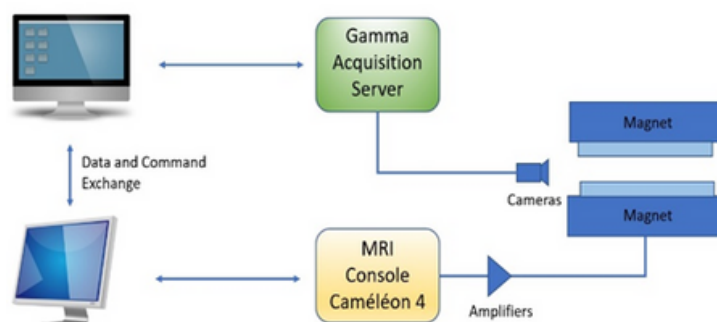 Gamma
Acquisition
Server
Magnet
Data and Command
Exchange
Cameras
Magnet
MRI
Console
Caméléon 4
Amplifiers